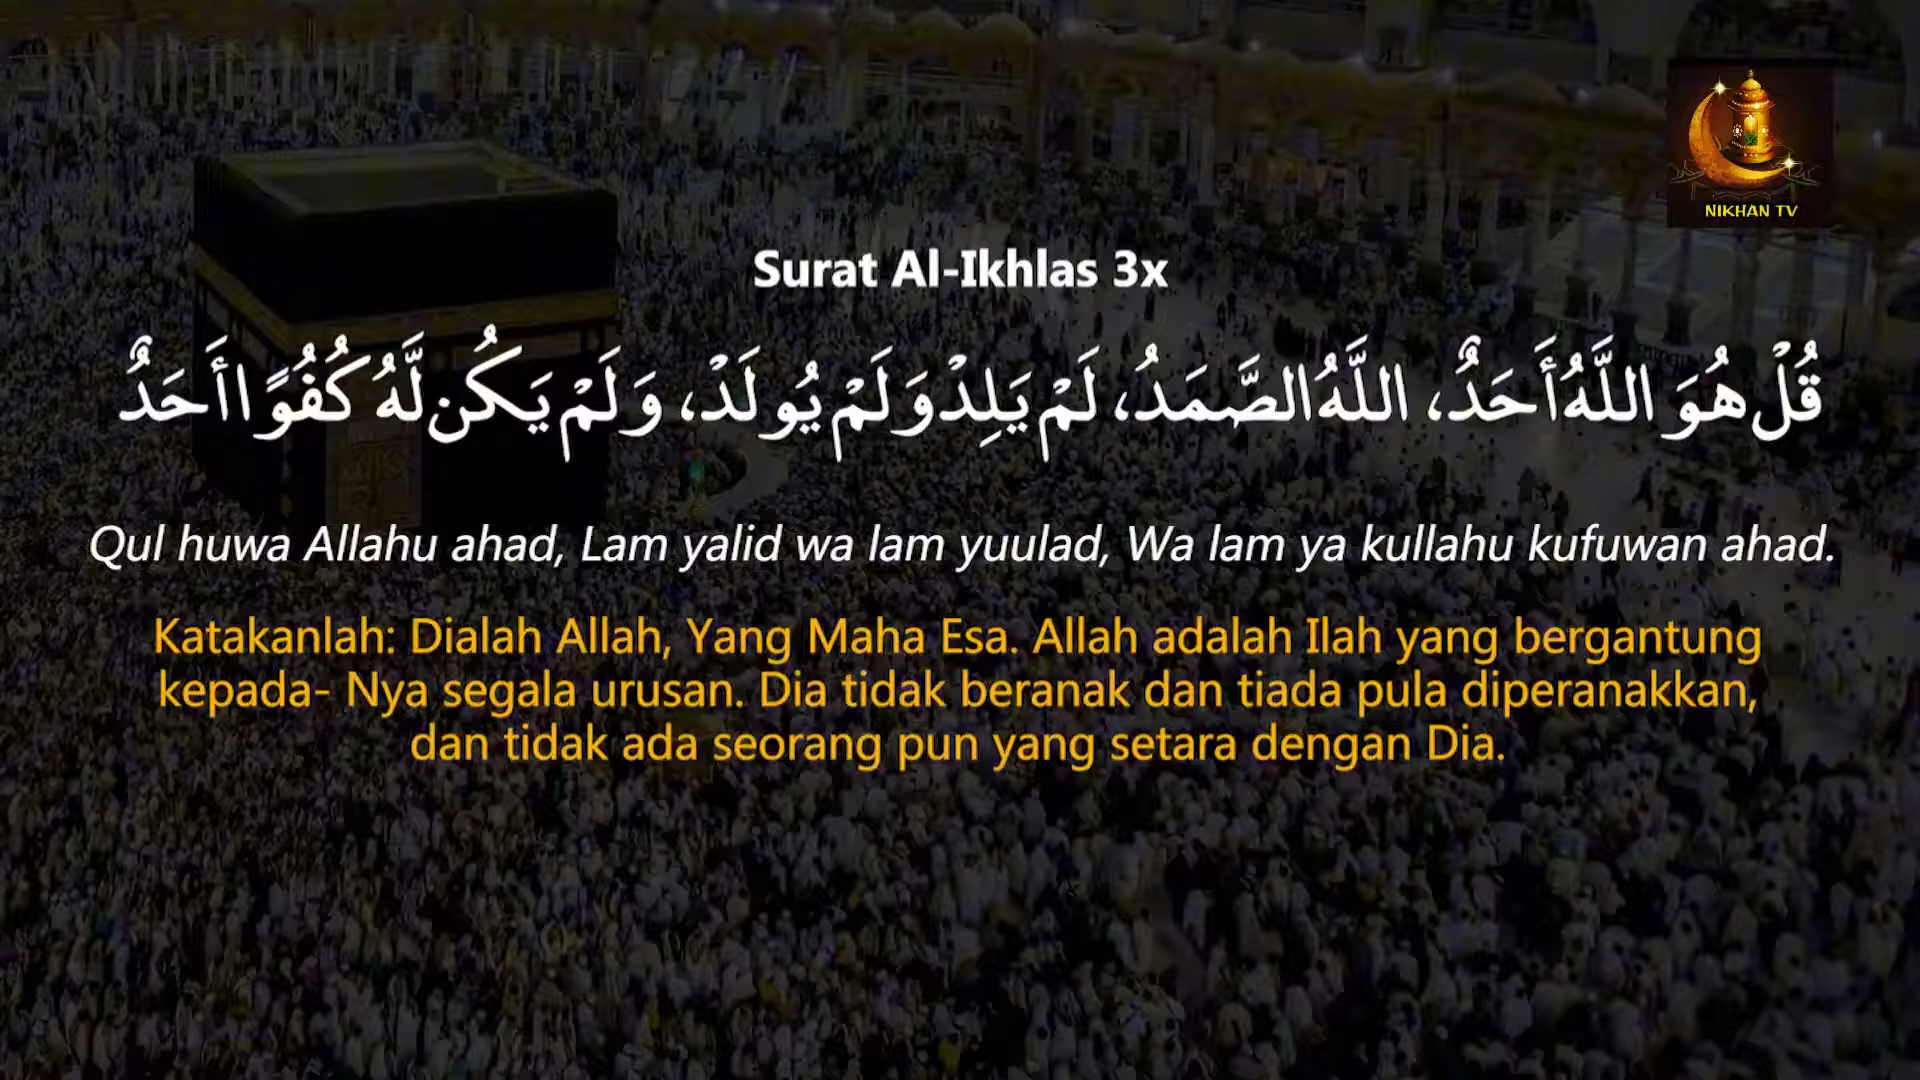 NIKHAN TV
Surat Al-Ikhlas 3x
قُلْ هُوَ اللَّهُ أَحَدٌ، اللَّهُ الصَّمَدُ، لَمْ يَلِدْ وَلَمْ يُولَدْ، وَلَمْ يَكُن لَّهُ كُفُوًا أَحَدٌ
Qul huwa Allahu ahad, Lam yalid wa lam yuulad, Wa lam ya kullahu kufuwan ahad.
Katakanlah: Dialah Allah, Yang Maha Esa. Allah adalah Ilah yang bergantung
kepada- Nya segala urusan. Dia tidak beranak dan tiada pula diperanakkan,
dan tidak ada seorang pun yang setara dengan Dia.